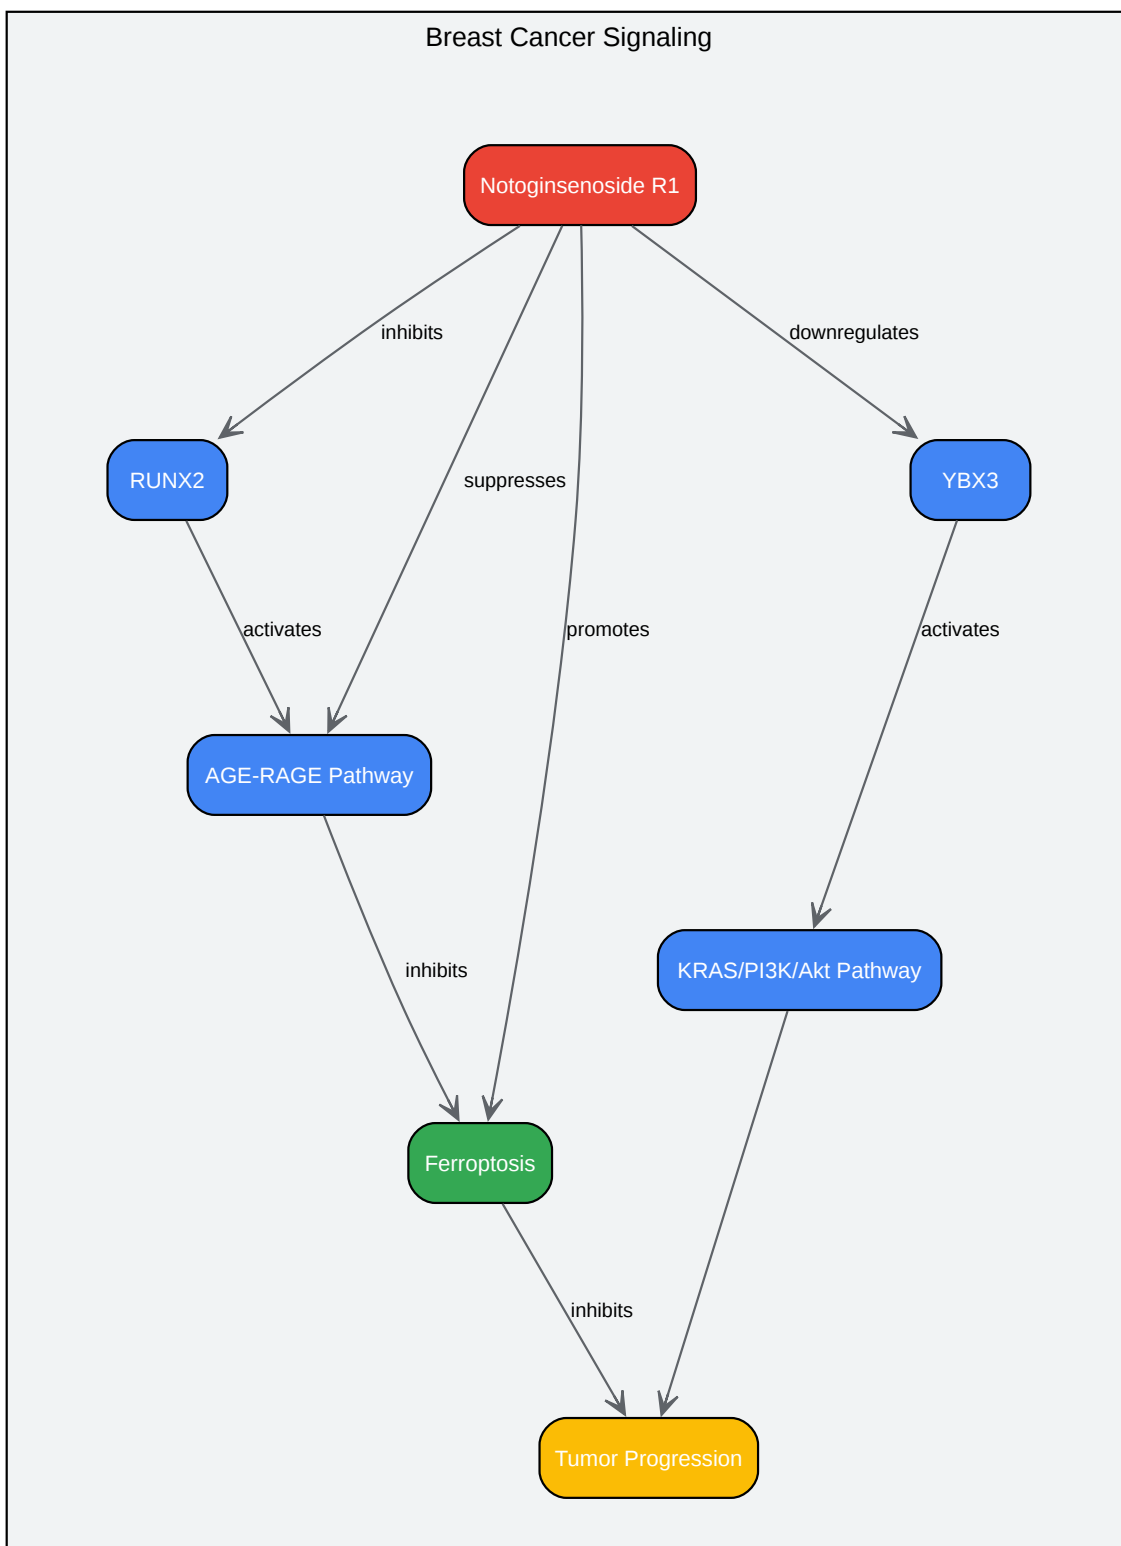 Breast Cancer Signaling
Notoginsenoside R1
inhibits
downregulates
RUNX2
suppresses
YBX3
activates
promotes
activates
AGE-RAGE Pathway
inhibits
KRAS/PI3K/Akt Pathway
Ferroptosis
inhibits
Tumor Progression